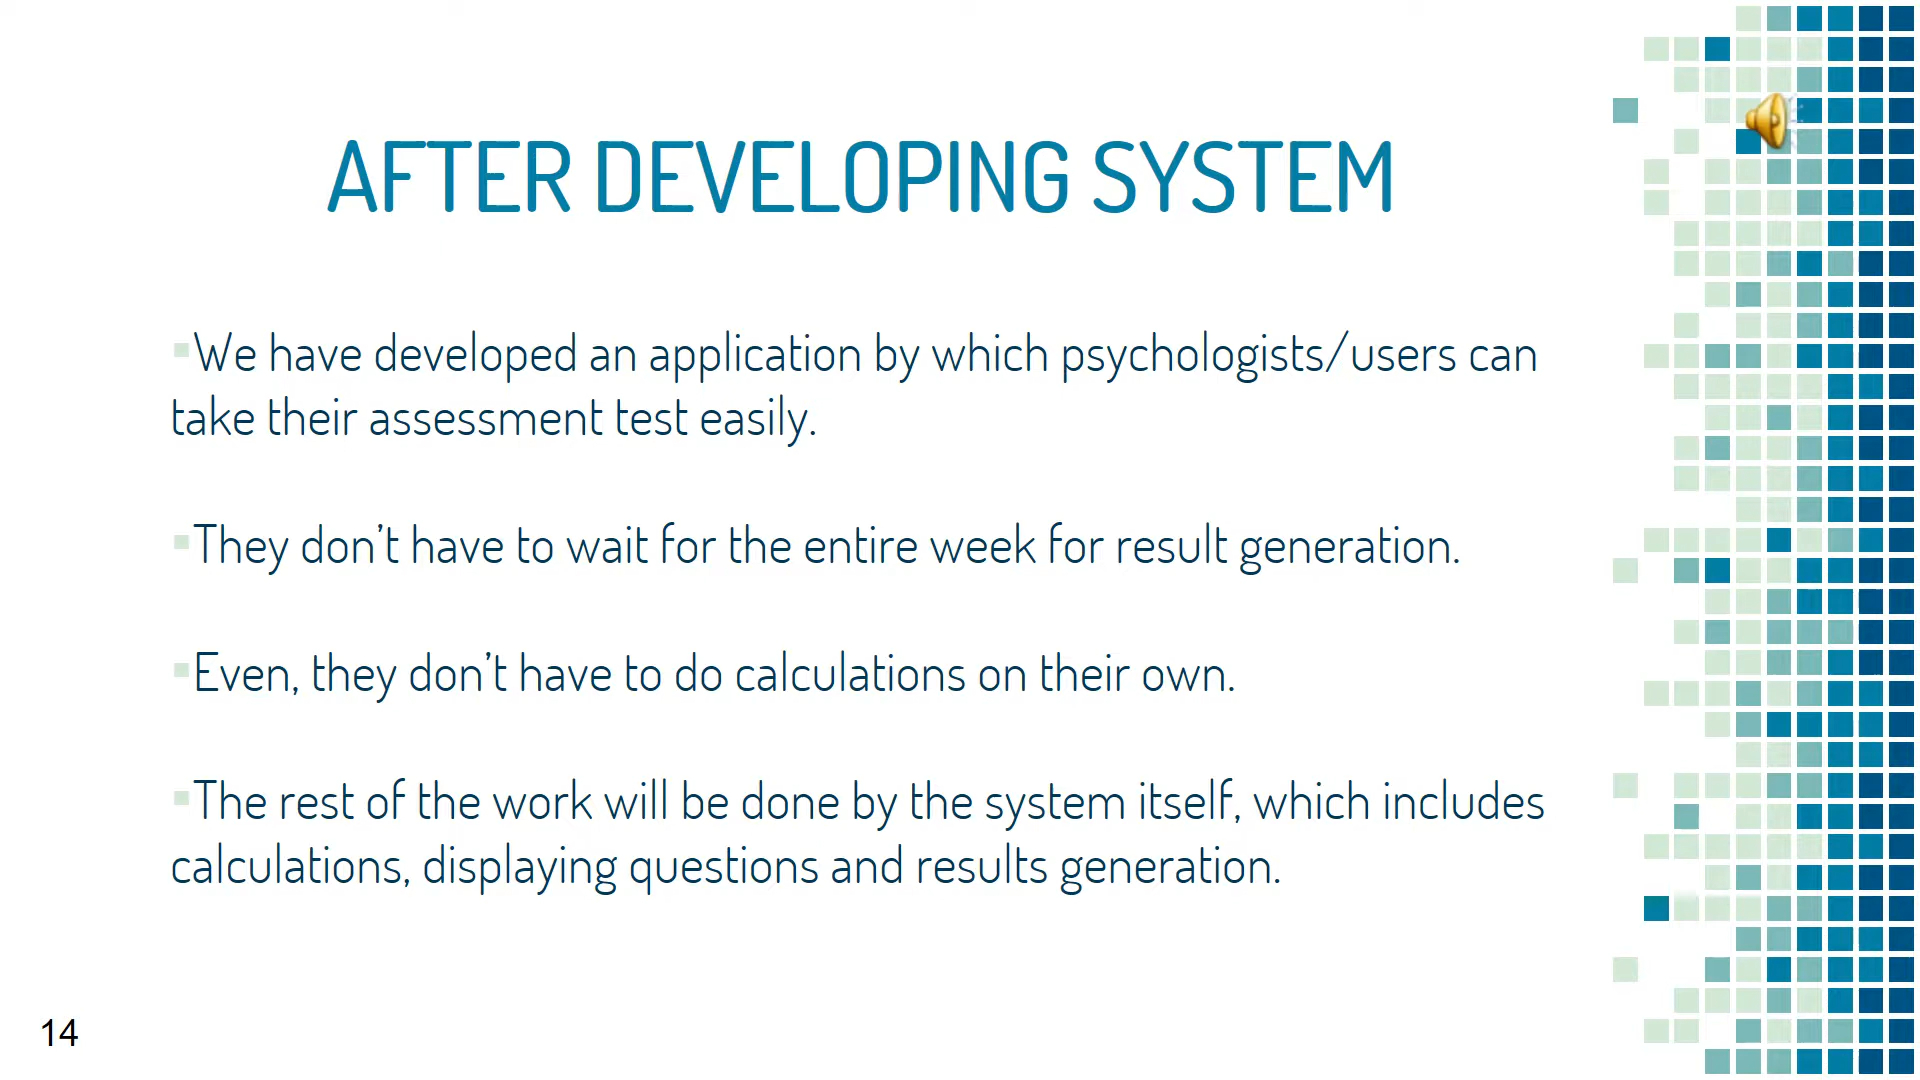 AFTER DEVELOPING SYSTEM
▪We have developed an application by which psychologists/users can
take their assessment test easily.
▪They don’t have to wait for the entire week for result generation.
▪Even, they don’t have to do calculations on their own.
▪The rest of the work will be done by the system itself, which includes
calculations, displaying questions and results generation.
14